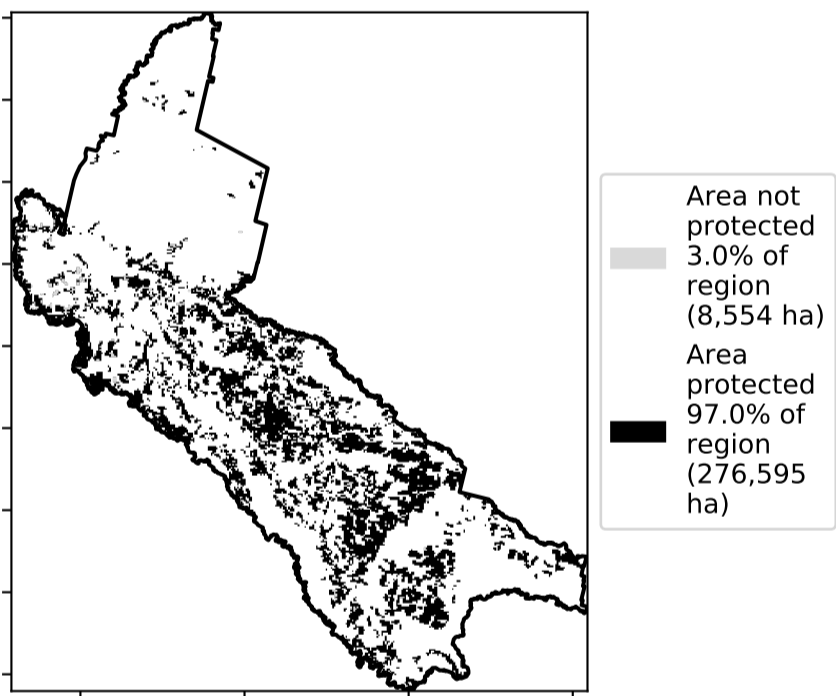 Area not
protected
3.0% of
region
(8,554 ha)
Area
protected
97.0% of
region
(276,595
ha)